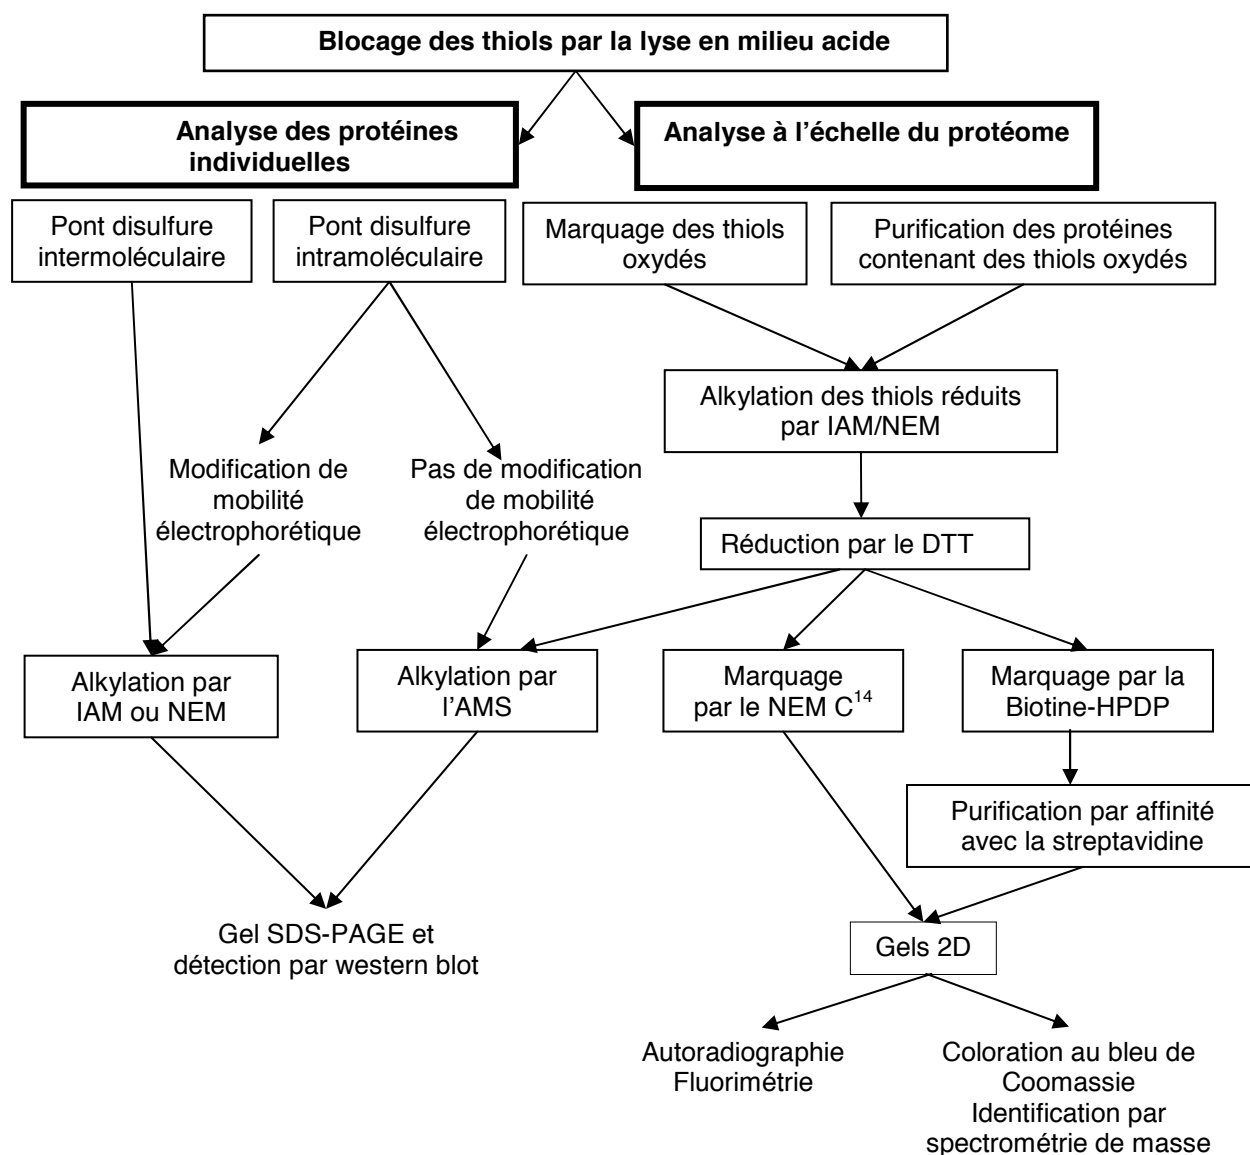 Blocage des thiols par la lyse en milieu acide
Analyse des protéines
individuelles
Analyse à l'échelle du protéome
Pont disulfure
intermoléculaire
Pont disulfure
intramoléculaire
Marquage des thiols
oxydés
Purification des protéines
contenant des thiols oxydés
Alkylation des thiols réduits
par IAM/NEM
Modification de
mobilité
électrophorétique
Pas de modification
de mobilité
électrophorétique
Réduction par le DTT
Alkylation par
IAM ou NEM
Alkylation par
l'AMS
Marquage
par le NEM C14
Marquage par la
Biotine-HPDP
Purification par affinité
avec la streptavidine
Gel SDS-PAGE et
détection par western blot
Gels 2D
Autoradiographie
Fluorimétrie
Coloration au bleu de
Coomassie
Identification par
spectrométrie de masse